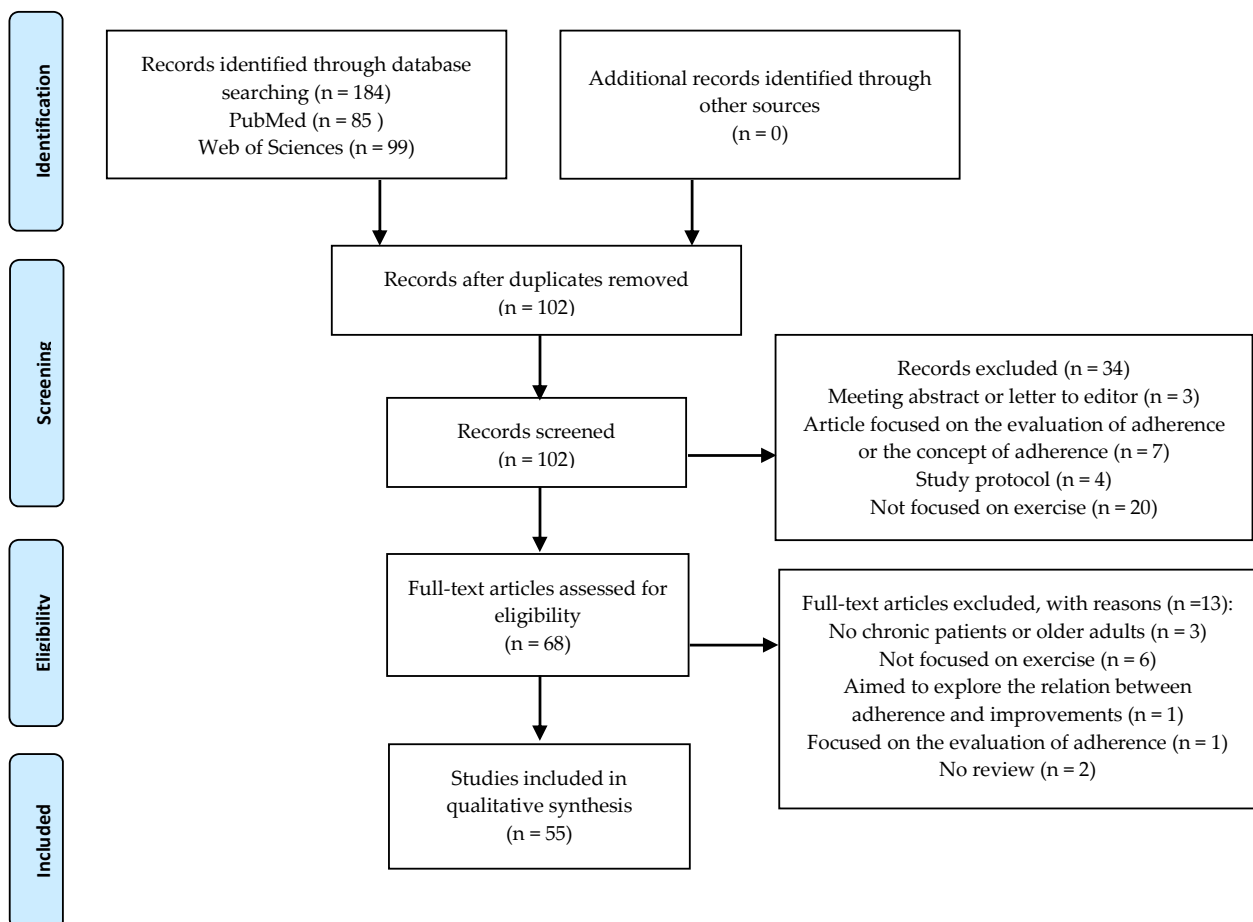 Identification
Records identified through database
searching (n = 184)
PubMed (n = 85 )
Web of Sciences (n = 99)
Additional records identified through
other sources
(n = 0)
Screening
Records after duplicates removed
(n = 102)
Records screened
(n = 102)
Records excluded (n = 34)
Meeting abstract or letter to editor (n = 3)
Article focused on the evaluation of adherence
or the concept of adherence (n = 7)
Study protocol (n = 4)
Not focused on exercise (n = 20)
Eligibility
Full-text articles assessed for
eligibility
(n = 68)
Full-text articles excluded, with reasons (n =13):
No chronic patients or older adults (n = 3)
Not focused on exercise (n = 6)
Aimed to explore the relation between
adherence and improvements (n = 1)
Focused on the evaluation of adherence (n = 1)
No review (n = 2)
Included
Studies included in
qualitative synthesis
(n = 55)